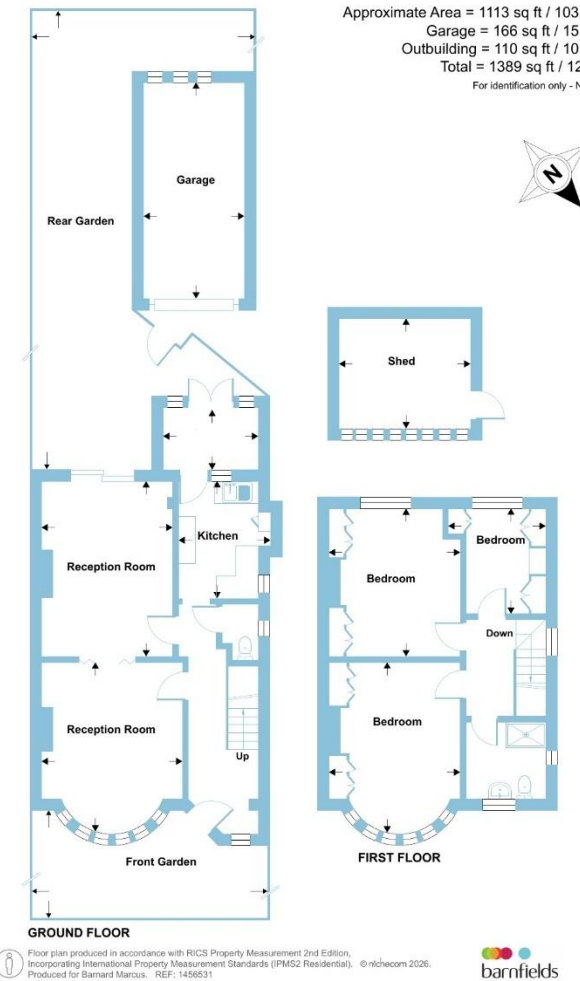 Approximate Area = 1113 sq ft / 103
Garage = 166 sq ft / 15
Outbuilding = 110 sq ft / 10
Total = 1389 sq ft / 12
For identification only - N
N
Garage
Rear Garden
Shed
Kitchen
Reception Room
Bedroom
Bedroom
Down
Reception Room
Bedroom
Up
Front Garden
FIRST FLOOR
GROUND FLOOR
Floor plan produced in accordance with RICS Property Measurement 2nd Edition,
Incorporating International Property Measurement Standards (IPMS2 Residential). © nichecom 2026.
Produced for Barnard Marcus. REF: 1456531
barnfields